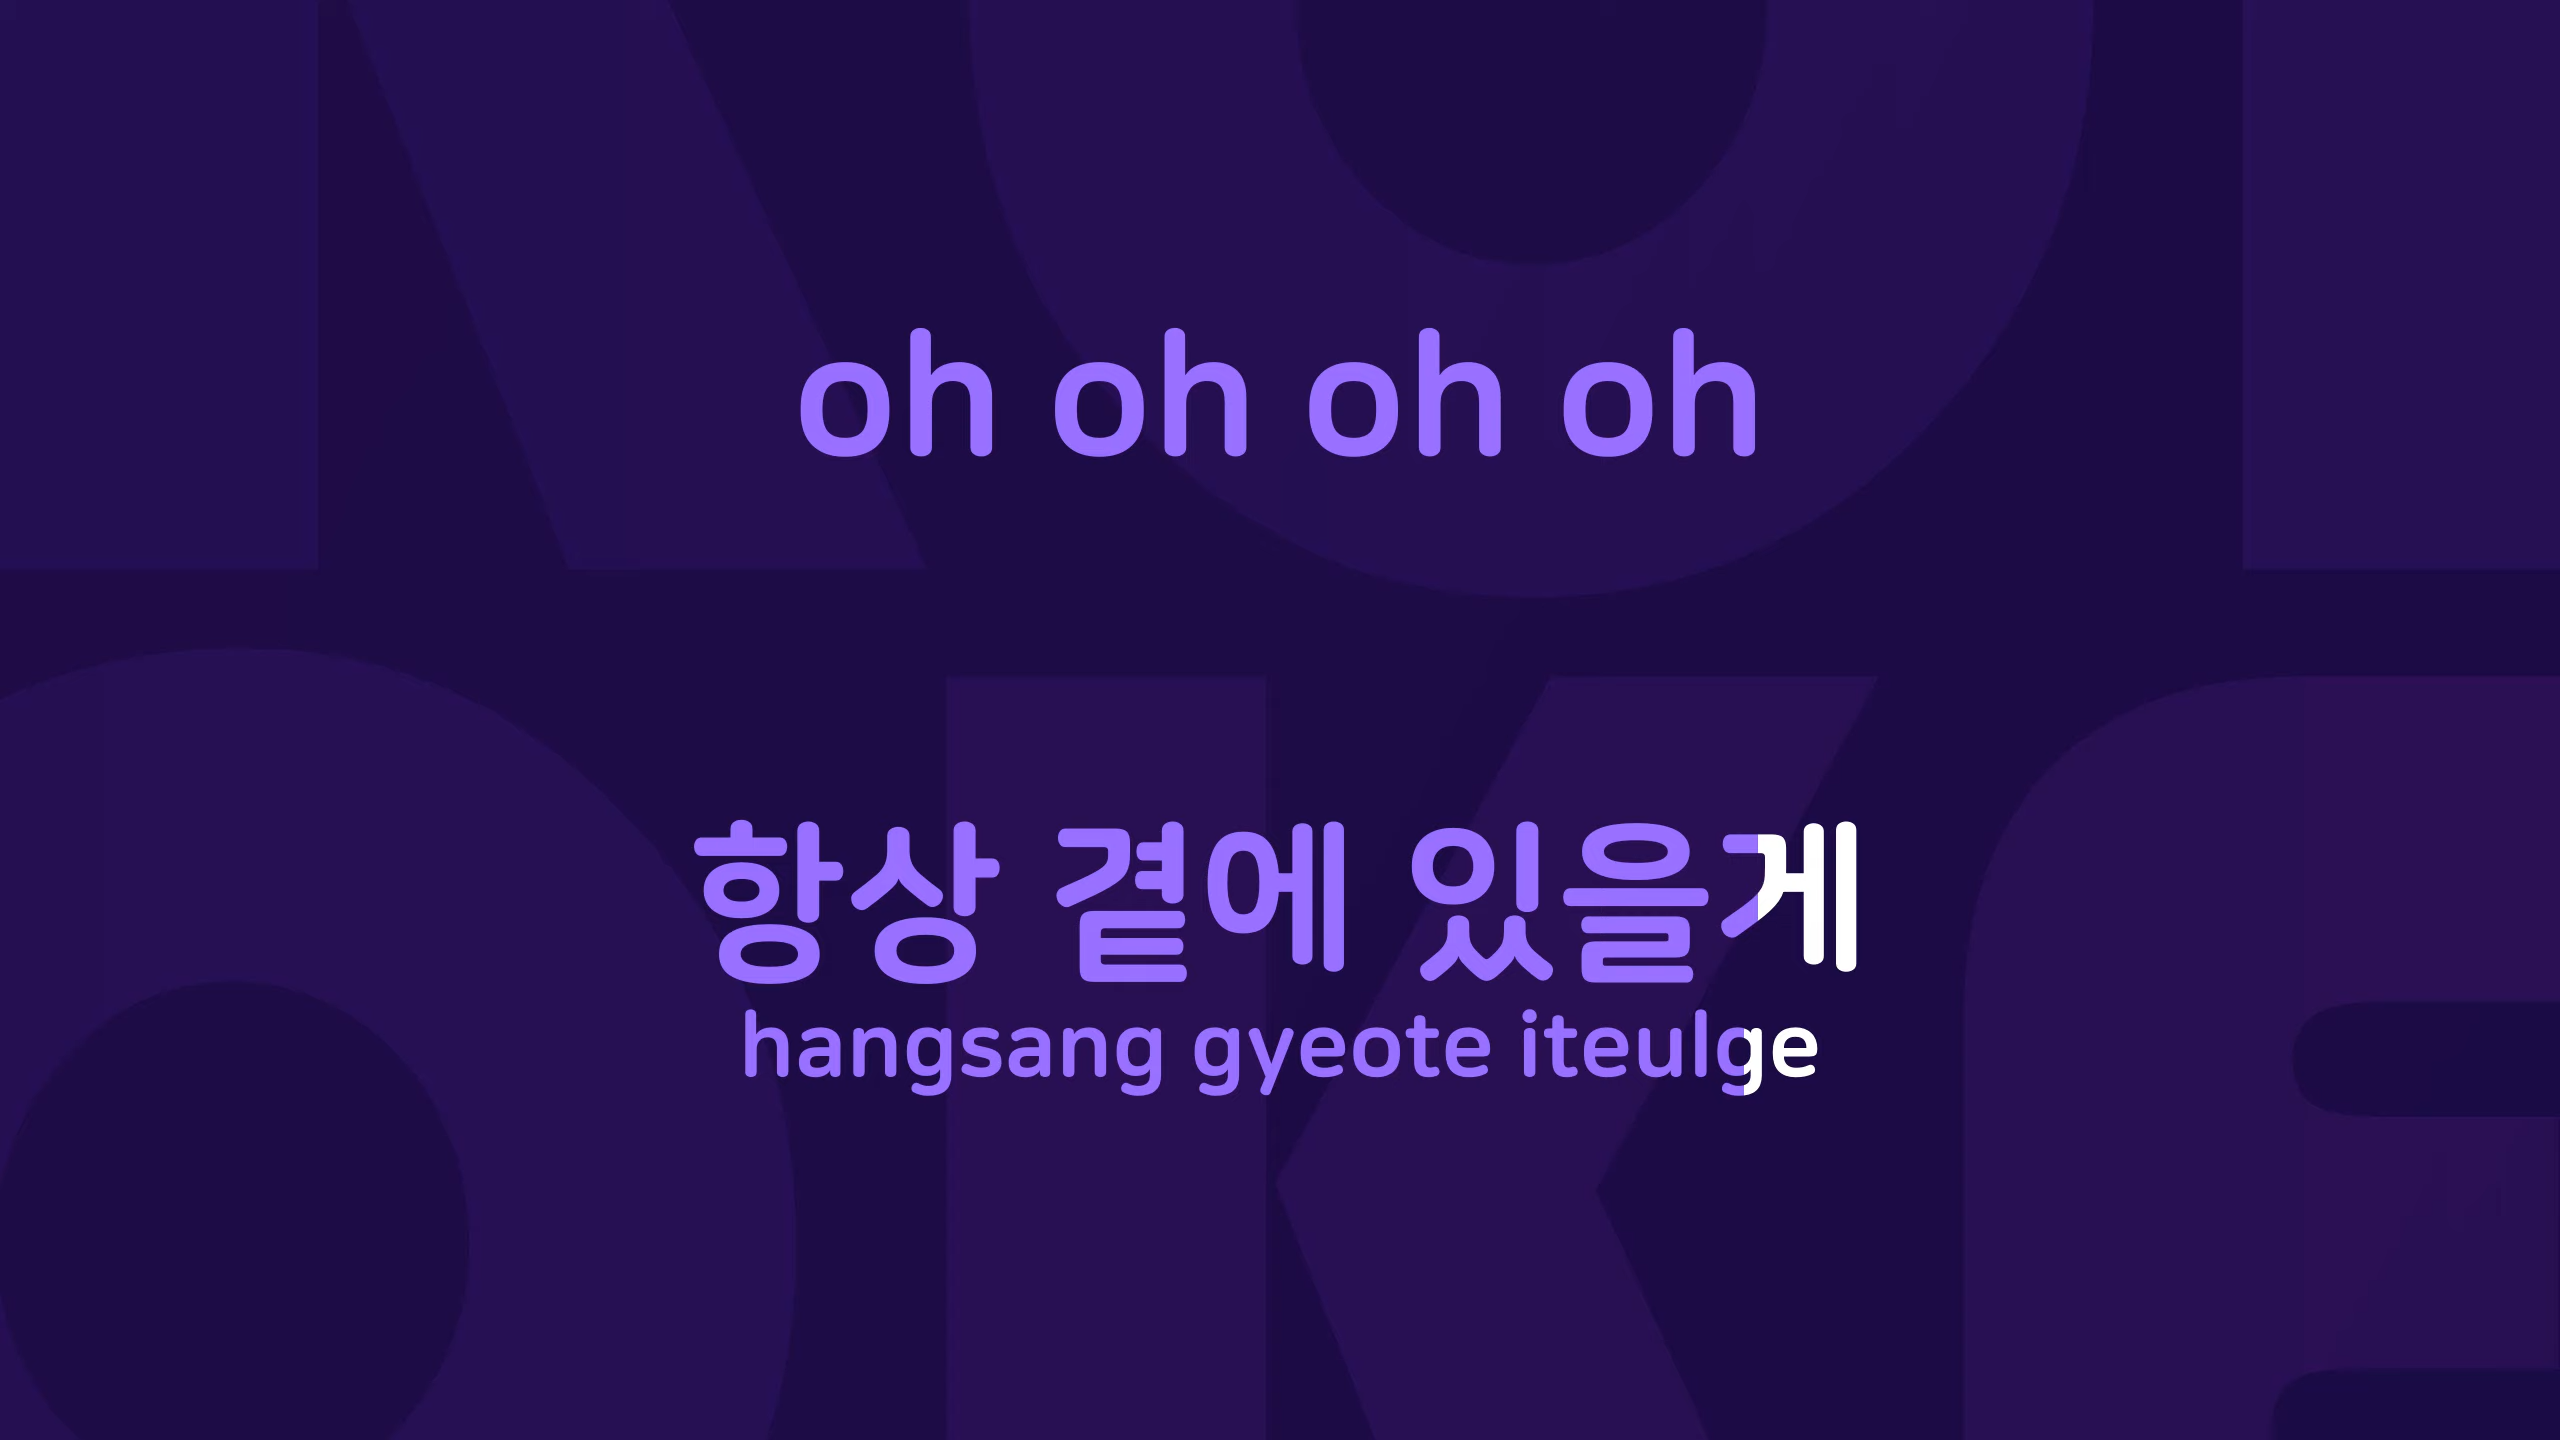 oh oh oh oh
항상 곁에 있을게
hangsang gyeote iteulge